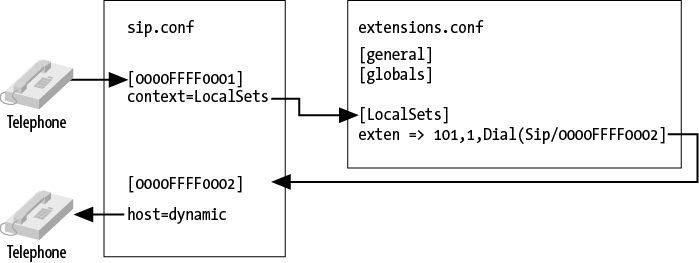 sip.conf
[0000FFFF0001]
context=LocalSets
Telephone
[0000FFFF0002]
host=dynamic
Telephone
extensions.conf
[general]
[globals]
[LocalSets]
exten => 101,1,Dial(Sip/0000FFFF0002]